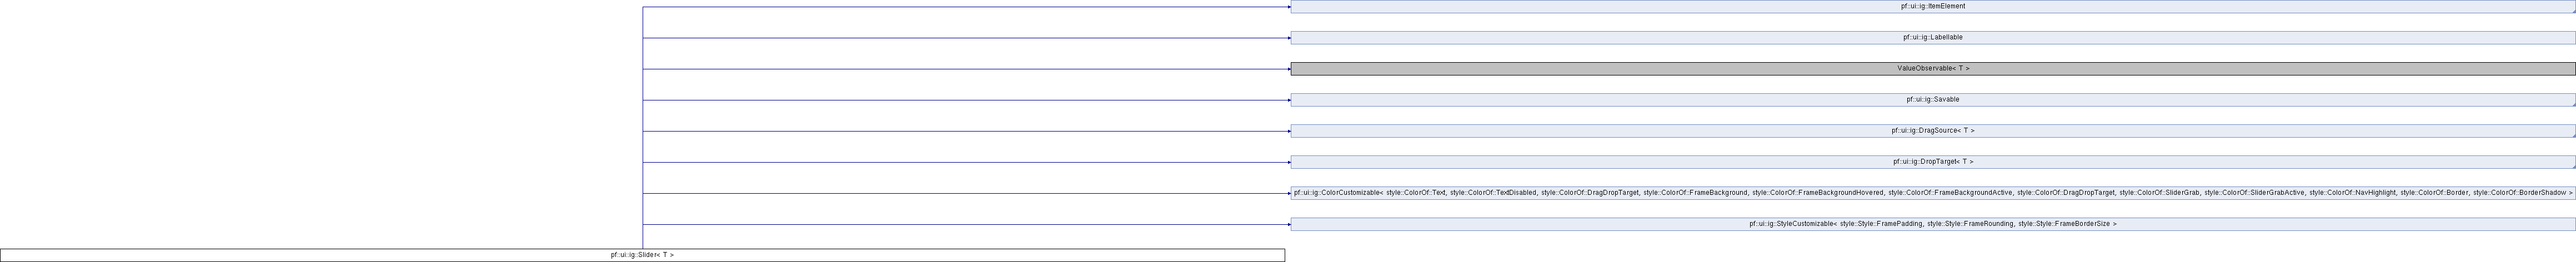 pf::ui::ig::ItemElement
pf::ui::ig::Labellable
ValueObservable< T >
pf::ui::ig::Savable
pf::ui::ig::DragSource< T >
pf::ui::ig::DropTarget< T >
pf::ui::ig::ColorCustomizable< style::ColorOf::Text, style::ColorOf::TextDisabled, style::ColorOf::DragDropTarget, style::ColorOf::FrameBackground, style::ColorOf::FrameBackgroundHovered, style::ColorOf::FrameBackgroundActive, style::ColorOf::DragDropTarget, style::ColorOf::SliderGrab, style::ColorOf::SliderGrabActive, style::ColorOf::NavHighlight, style::ColorOf::Border, style::ColorOf::BorderShadow >
pf::ui::ig::StyleCustomizable< style::Style::FramePadding, style::Style::FrameRounding, style::Style::FrameBorderSize >
pf::ui::ig::Slider< T >